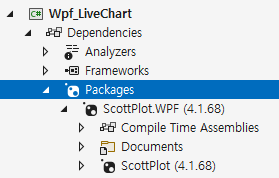 Wpf_LiveChart
Dependencies
Analyzers
Frameworks
Packages
ScottPlot.WPF (4.1.68)
Compile Time Assemblies
Documents
ScottPlot (4.1.68)